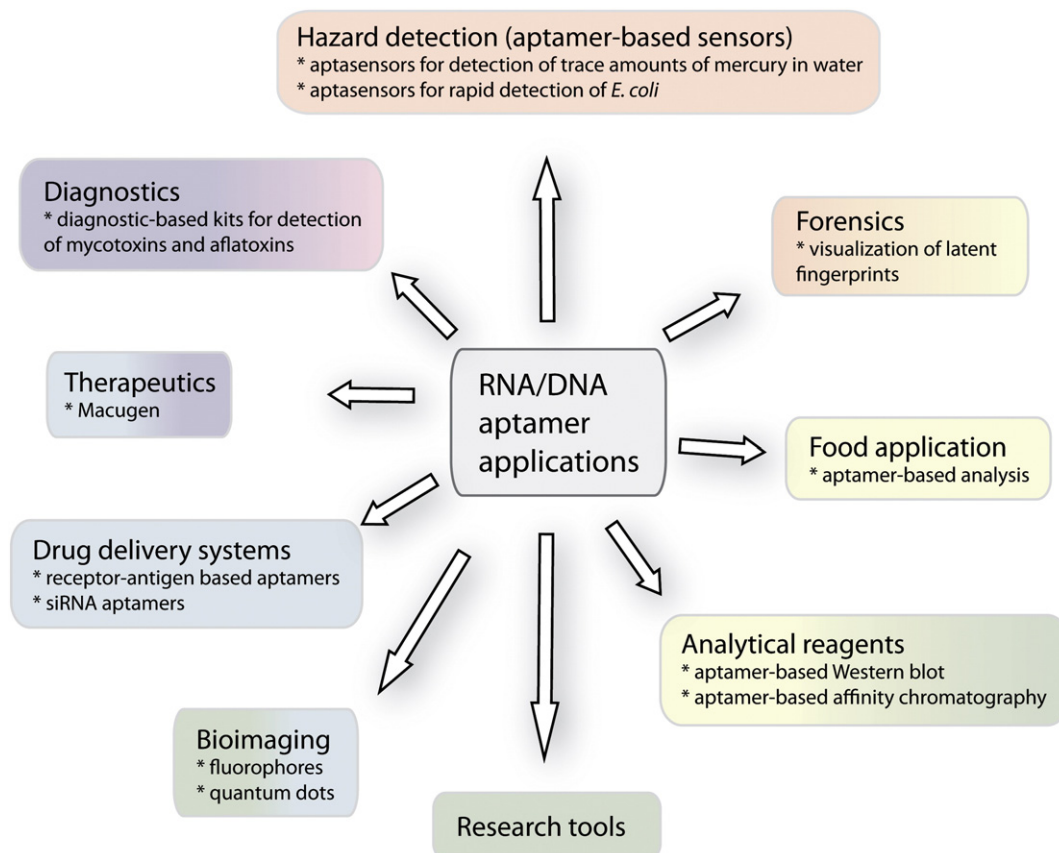 Hazard detection (aptamer-based sensors)
* aptasensors for detection of trace amounts of mercury in water
* aptasensors for rapid detection of E. coli
Diagnostics
* diagnostic-based kits for detection
of mycotoxins and aflatoxins
Forensics
* visualization of latent
fingerprints
Therapeutics
* Macugen
RNA/DNA
aptamer
applications
Food application
* aptamer-based analysis
Drug delivery systems
* receptor-antigen based aptamers
* siRNA aptamers
Analytical reagents
* aptamer-based Western blot
* aptamer-based affinity chromatography
Bioimaging
* fluorophores
* quantum dots
Research tools